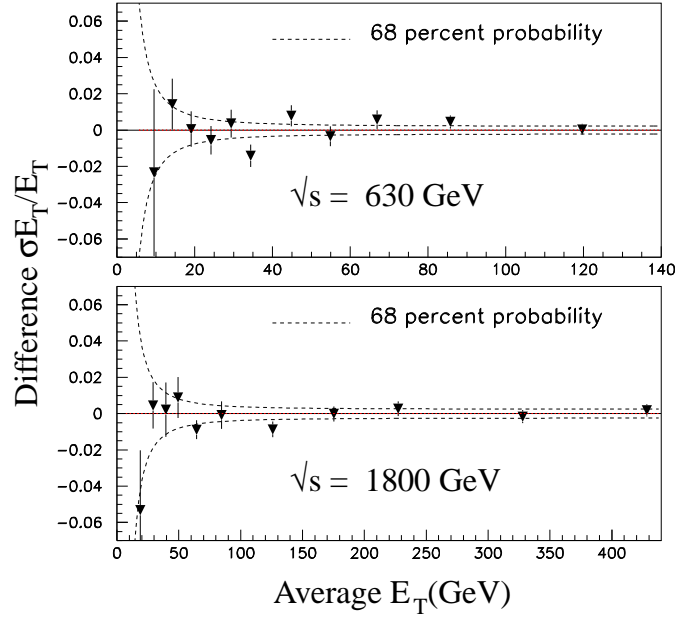 0.06
0.04
0.02
0
-0.02
-0.04
-0.06
68 percent probability
√s = 630 GeV
0 20 40 60 80 100 120 140
Difference σE_T/E_T
0.06
0.04
0.02
0
-0.02
-0.04
-0.06
68 percent probability
√s = 1800 GeV
0 50 100 150 200 250 300 350 400
Average E_T(GeV)